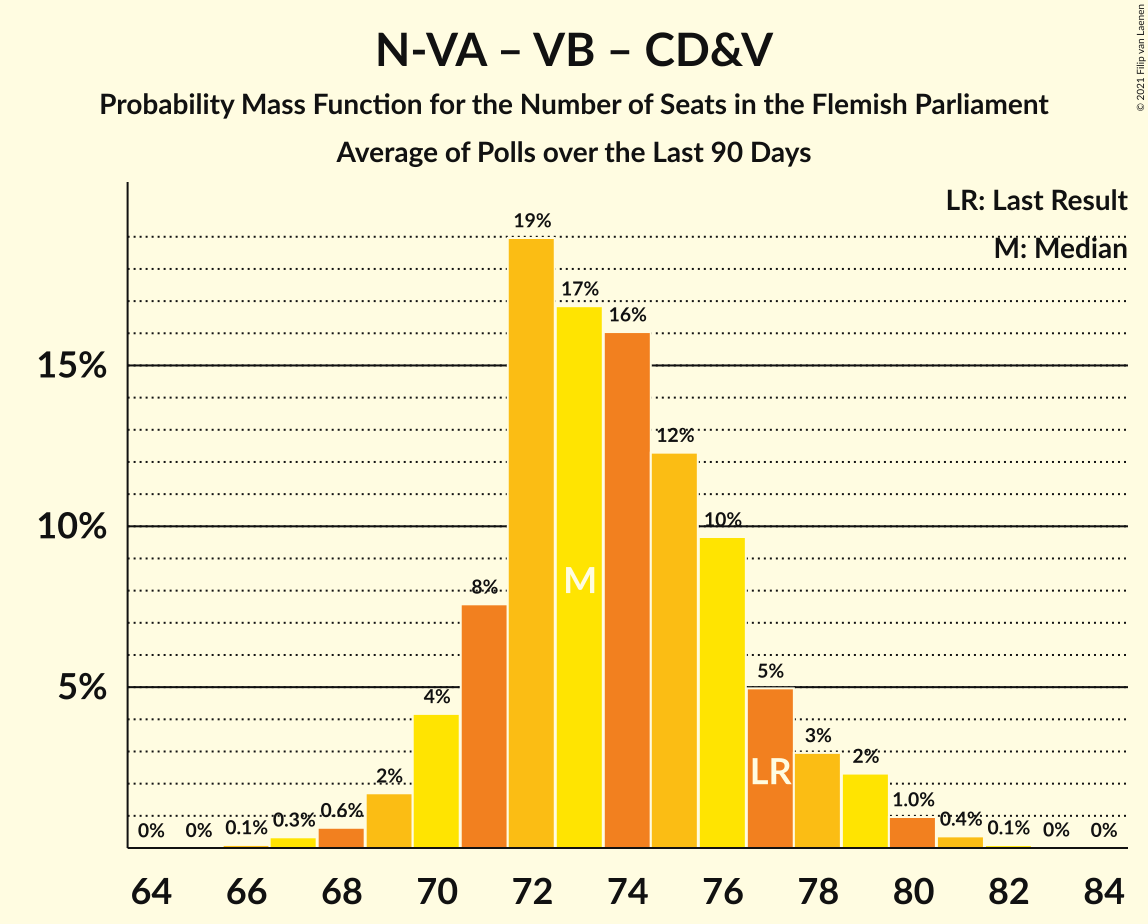 N-VA – VB – CD&V
Probability Mass Function for the Number of Seats in the Flemish Parliament
Average of Polls over the Last 90 Days
© 2021 Filip van Laenen
LR: Last Result
M: Median
15%
10%
5%
0%
0%
0.1%
0.3%
0.6%
2%
4%
8%
19%
17%
16%
12%
10%
5%
3%
2%
1.0%
0.4%
0.1%
0%
0%
M
LR
64 66 68 70 72 74 76 78 80 82 84